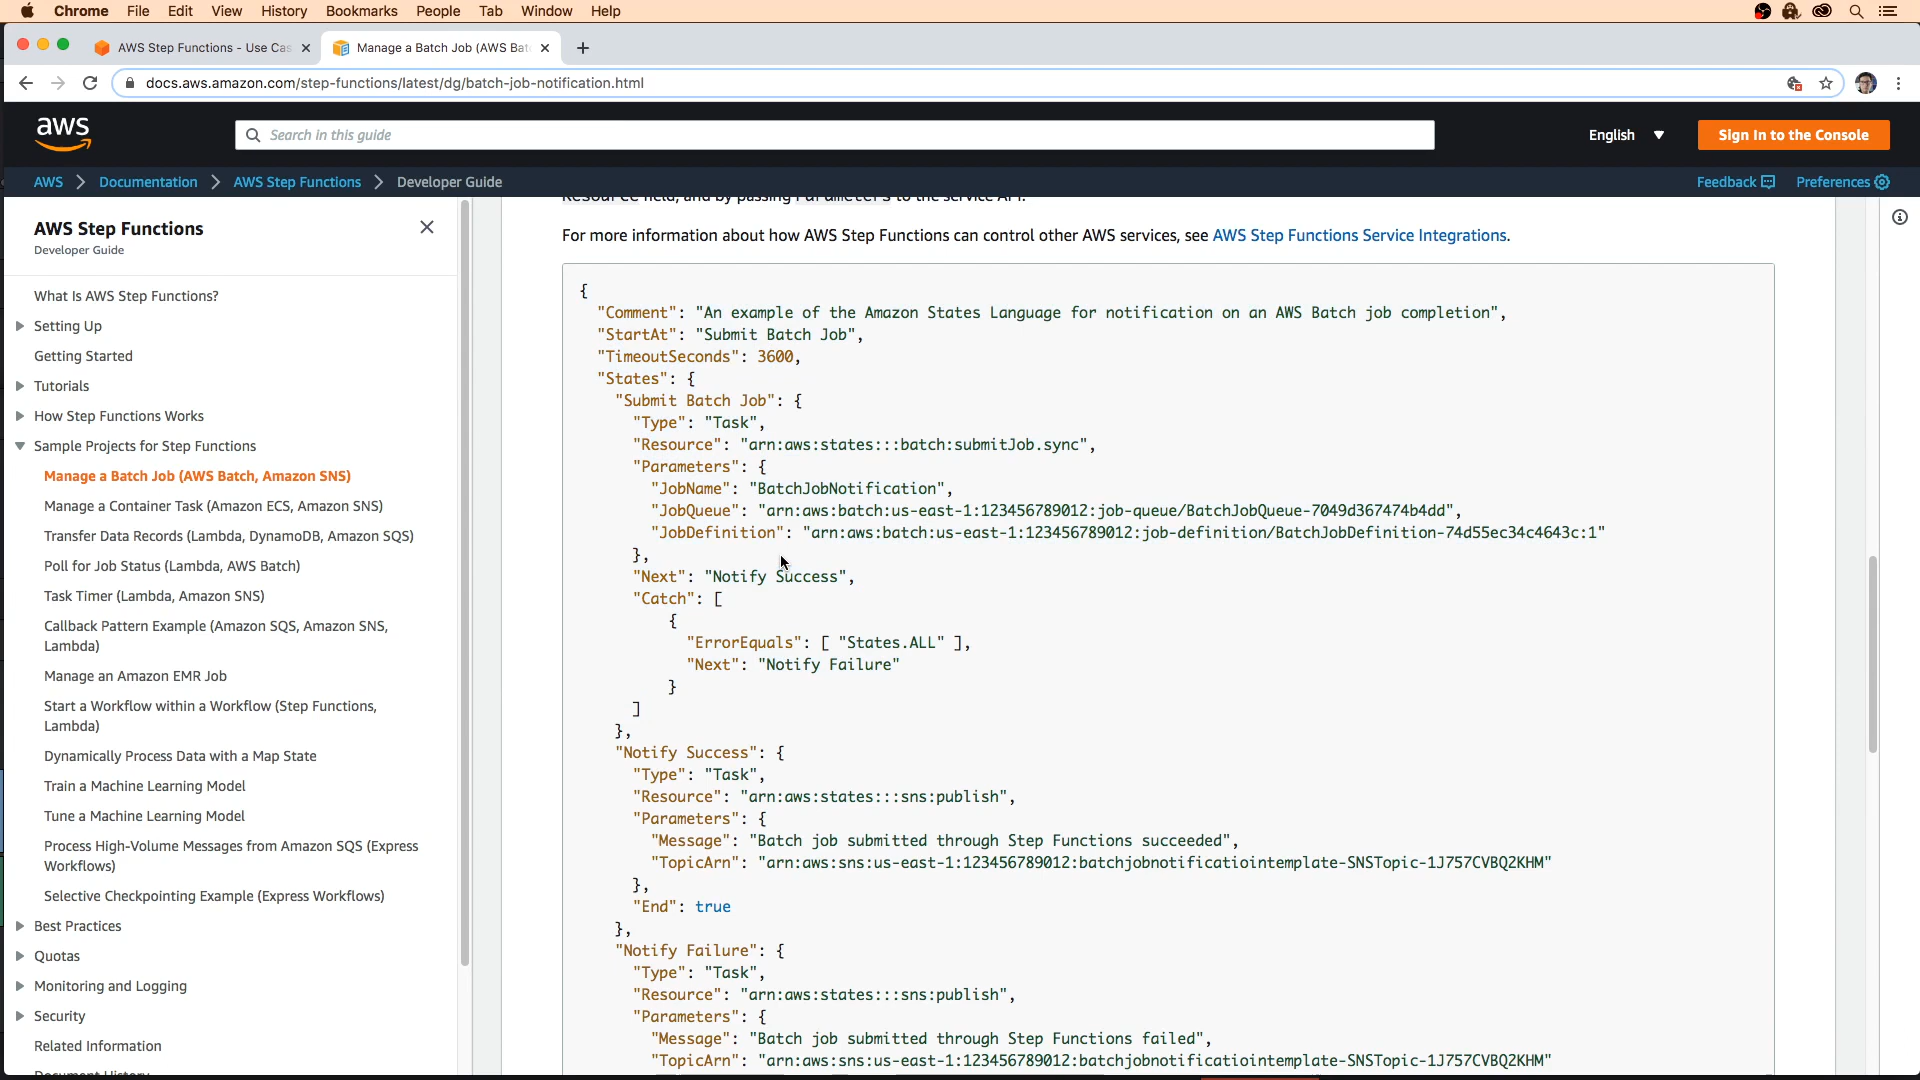 Chrome File Edit View History Bookmarks People Tab Window Help
AWS Step Functions - Use Cas
Manage a Batch Job (AWS Bat
docs.aws.amazon.com/step-functions/latest/dg/batch-job-notification.html
aws
Search in this guide
English
Sign In to the Console
AWS > Documentation > AWS Step Functions > Developer Guide
Feedback
Preferences
AWS Step Functions
Developer Guide
What Is AWS Step Functions?
Setting Up
Getting Started
Tutorials
How Step Functions Works
Sample Projects for Step Functions
Manage a Batch Job (AWS Batch, Amazon SNS)
Manage a Container Task (Amazon ECS, Amazon SNS)
Transfer Data Records (Lambda, DynamoDB, Amazon SQS)
Poll for Job Status (Lambda, AWS Batch)
Task Timer (Lambda, Amazon SNS)
Callback Pattern Example (Amazon SQS, Amazon SNS,
Lambda)
Manage an Amazon EMR Job
Start a Workflow within a Workflow (Step Functions,
Lambda)
Dynamically Process Data with a Map State
Train a Machine Learning Model
Tune a Machine Learning Model
Process High-Volume Messages from Amazon SQS (Express
Workflows)
Selective Checkpointing Example (Express Workflows)
Best Practices
Quotas
Monitoring and Logging
Security
Related Information
Document History
Resource field, and by passing Parameters to the service API.
For more information about how AWS Step Functions can control other AWS services, see AWS Step Functions Service Integrations.
{
"Comment": "An example of the Amazon States Language for notification on an AWS Batch job completion",
"StartAt": "Submit Batch Job",
"TimeoutSeconds": 3600,
"States": {
"Submit Batch Job": {
"Type": "Task",
"Resource": "arn:aws:states:::batch:submitJob.sync",
"Parameters": {
"JobName": "BatchJobNotification",
"JobQueue": "arn:aws:batch:us-east-1:123456789012:job-queue/BatchJobQueue-7049d367474b4dd",
"JobDefinition": "arn:aws:batch:us-east-1:123456789012:job-definition/BatchJobDefinition-74d55ec34c4643c:1"
},
"Next": "Notify Success",
"Catch": [
{
"ErrorEquals": [ "States.ALL" ],
"Next": "Notify Failure"
}
]
},
"Notify Success": {
"Type": "Task",
"Resource": "arn:aws:states:::sns:publish",
"Parameters": {
"Message": "Batch job submitted through Step Functions succeeded",
"TopicArn": "arn:aws:sns:us-east-1:123456789012:batchjobnotificatiointemplate-SNSTopic-1J757CVBQ2KHM"
},
"End": true
},
"Notify Failure": {
"Type": "Task",
"Resource": "arn:aws:states:::sns:publish",
"Parameters": {
"Message": "Batch job submitted through Step Functions failed",
"TopicArn": "arn:aws:sns:us-east-1:123456789012:batchjobnotificatiointemplate-SNSTopic-1J757CVBQ2KHM"